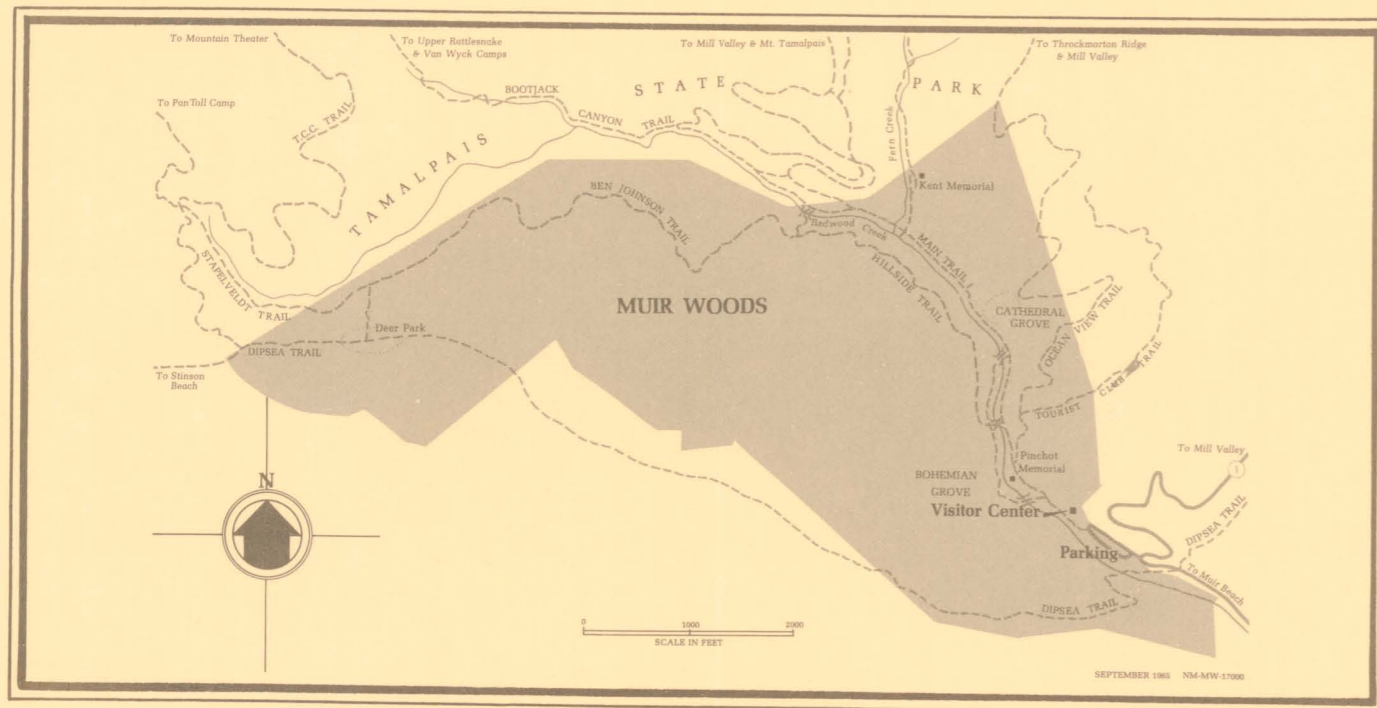 To Mountain Theater
To Upper Rattlesnake
& Van Wyck Camps
To Mill Valley & Mt. Tamalpais
To Throckmorton Ridge
& Mill Valley
To Pan Toll Camp
T.C.C. TRAIL
BOOTJACK
CANYON
TRAIL
TAMALPAIS
STATE
PARK
Fern Creek
Kent Memorial
BEN JOHNSON TRAIL
Redwood Creek
MAIN TRAIL
HILLSIDE TRAIL
STAPELVELDT TRAIL
MUIR WOODS
CATHEDRAL
GROVE
OCEAN VIEW TRAIL
Deer Park
DIPSEA TRAIL
To Stinson
Beach
TOURIST CLUB TRAIL
Pinchot
Memorial
To Mill Valley
1
BOHEMIAN
GROVE
Visitor Center
DIPSEA TRAIL
N
Parking
To Muir Beach
DIPSEA TRAIL
0 1000 2000
SCALE IN FEET
SEPTEMBER 1965 NM-MW-17000